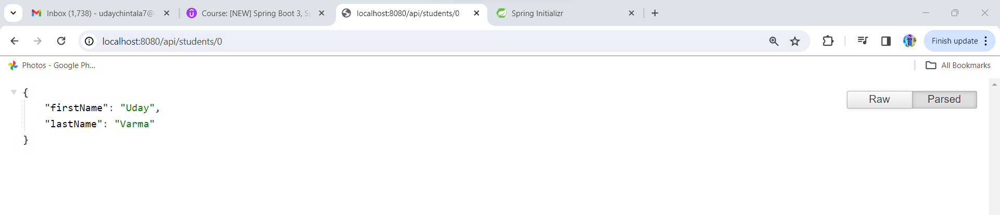 Inbox (1,738) - udaychintala7@
Course: [NEW] Spring Boot 3, S
localhost:8080/api/students/0
Spring Initializr
localhost:8080/api/students/0
Finish update
Photos - Google Ph...
All Bookmarks
{
"firstName": "Uday",
"lastName": "Varma"
}
Raw
Parsed